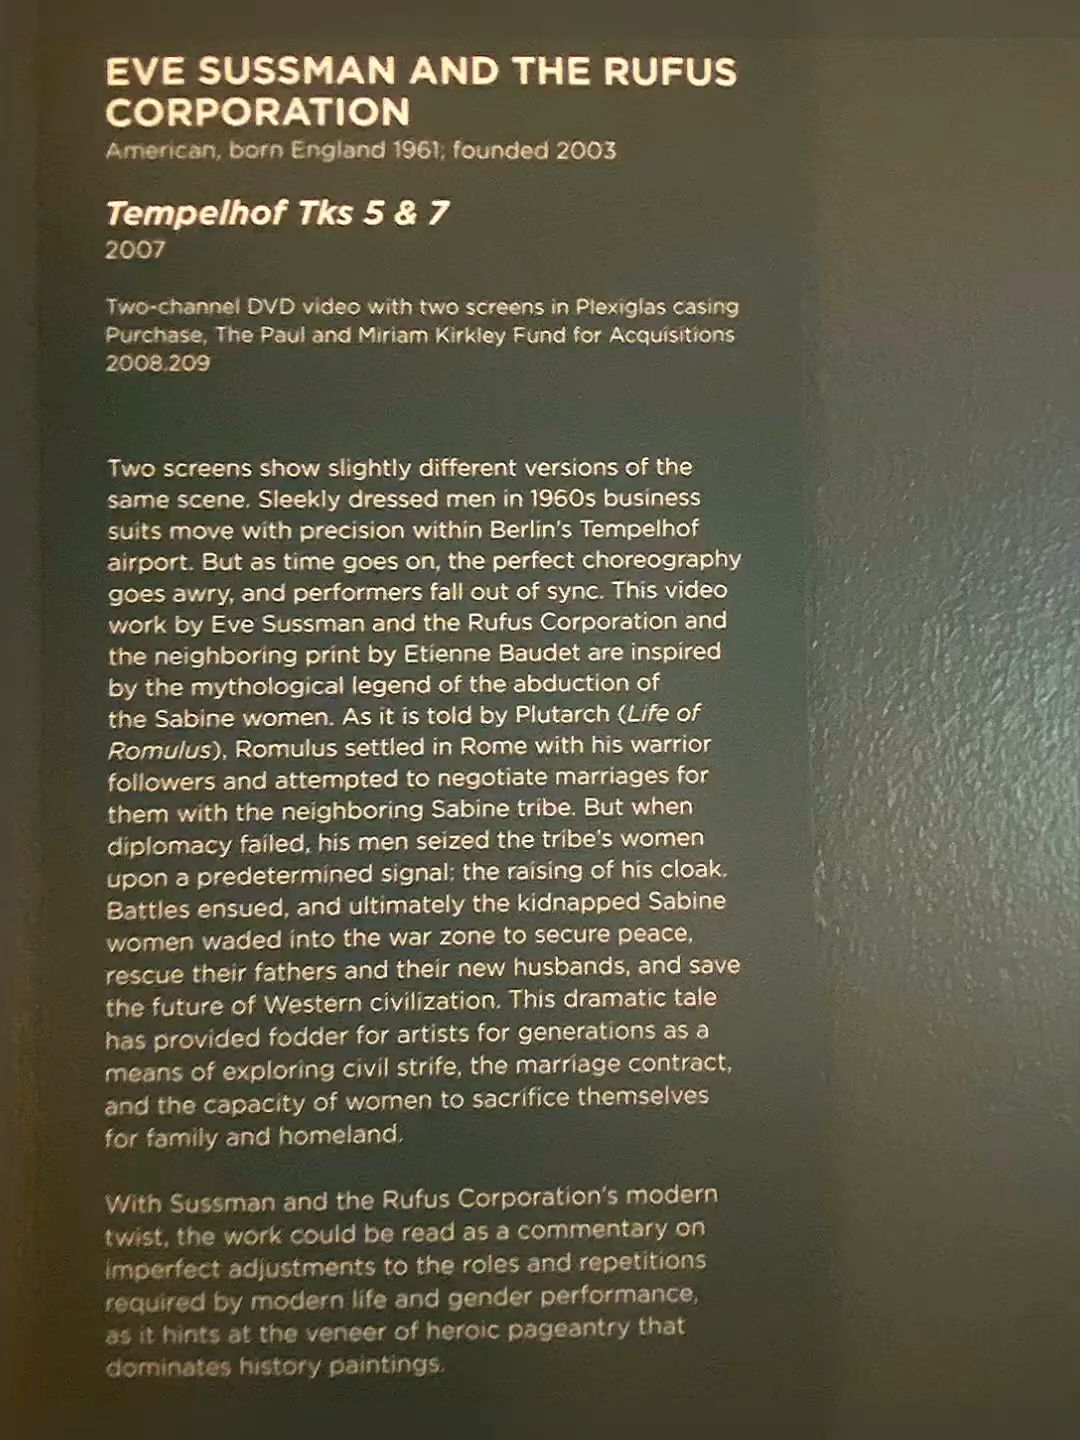 EVE SUSSMAN AND THE RUFUS
CORPORATION
American, born England 1961; founded 2003
Tempelhof Tks 5 & 7
2007
Two-channel DVD video with two screens in Plexiglas casing
Purchase, The Paul and Miriam Kirkley Fund for Acquisitions
2008.209
Two screens show slightly different versions of the
same scene. Sleekly dressed men in 1960s business
suits move with precision within Berlin's Tempelhof
airport. But as time goes on, the perfect choreography
goes awry, and performers fall out of sync. This video
work by Eve Sussman and the Rufus Corporation and
the neighboring print by Etienne Baudet are inspired
by the mythological legend of the abduction of
the Sabine women. As it is told by Plutarch (Life of
Romulus), Romulus settled in Rome with his warrior
followers and attempted to negotiate marriages for
them with the neighboring Sabine tribe. But when
diplomacy failed, his men seized the tribe's women
upon a predetermined signal: the raising of his cloak.
Battles ensued, and ultimately the kidnapped Sabine
women waded into the war zone to secure peace,
rescue their fathers and their new husbands, and save
the future of Western civilization. This dramatic tale
has provided fodder for artists for generations as a
means of exploring civil strife, the marriage contract,
and the capacity of women to sacrifice themselves
for family and homeland.
With Sussman and the Rufus Corporation's modern
twist, the work could be read as a commentary on
imperfect adjustments to the roles and repetitions
required by modern life and gender performance,
as it hints at the veneer of heroic pageantry that
dominates history paintings.